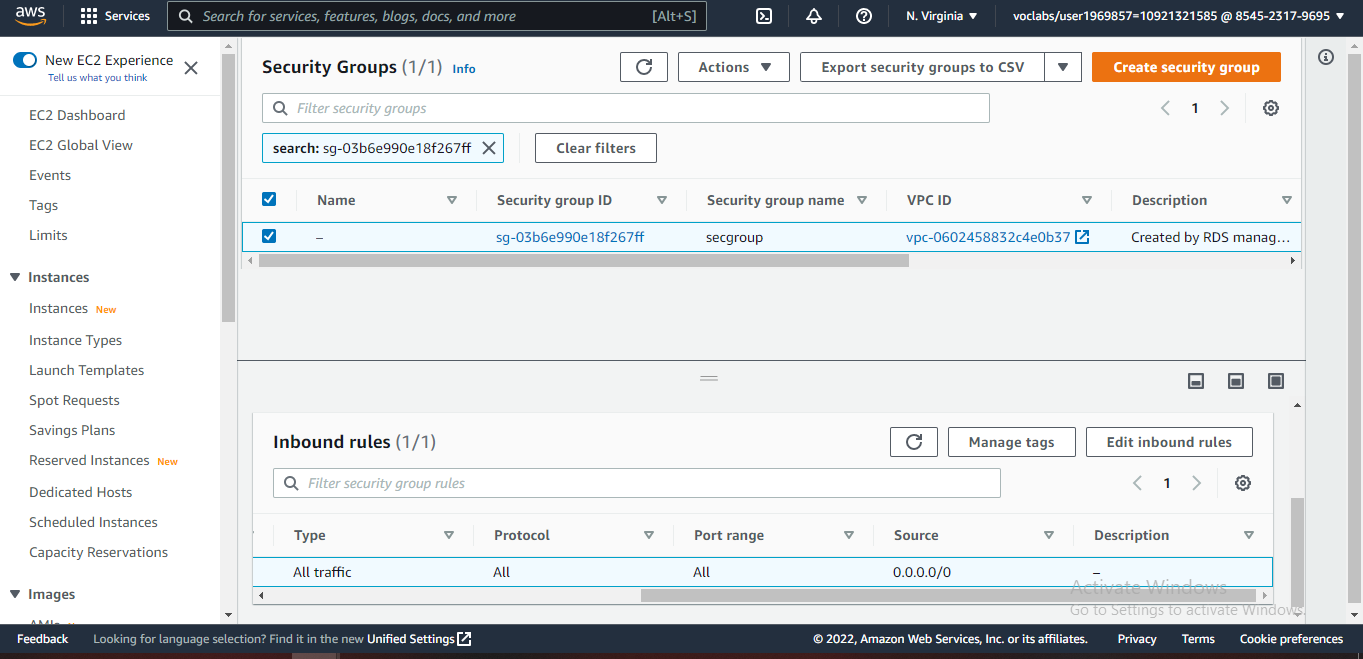 aws Services Search for services, features, blogs, docs, and more [Alt+S] N. Virginia voclabs/user1969857=10921321585 @ 8545-2317-9695
New EC2 Experience
Tell us what you think
EC2 Dashboard
EC2 Global View
Events
Tags
Limits
Instances
Instances New
Instance Types
Launch Templates
Spot Requests
Savings Plans
Reserved Instances New
Dedicated Hosts
Scheduled Instances
Capacity Reservations
Images
AMIs
Security Groups (1/1) Info Actions Export security groups to CSV Create security group
Filter security groups 1
search: sg-03b6e990e18f267ff Clear filters
Name Security group ID Security group name VPC ID Description
– sg-03b6e990e18f267ff secgroup vpc-0602458832c4e0b37 Created by RDS manag...
Inbound rules (1/1) Manage tags Edit inbound rules
Filter security group rules 1
Type Protocol Port range Source Description
All traffic All All 0.0.0.0/0 –
Activate Windows
Go to Settings to activate Windows.
Feedback Looking for language selection? Find it in the new Unified Settings © 2022, Amazon Web Services, Inc. or its affiliates. Privacy Terms Cookie preferences